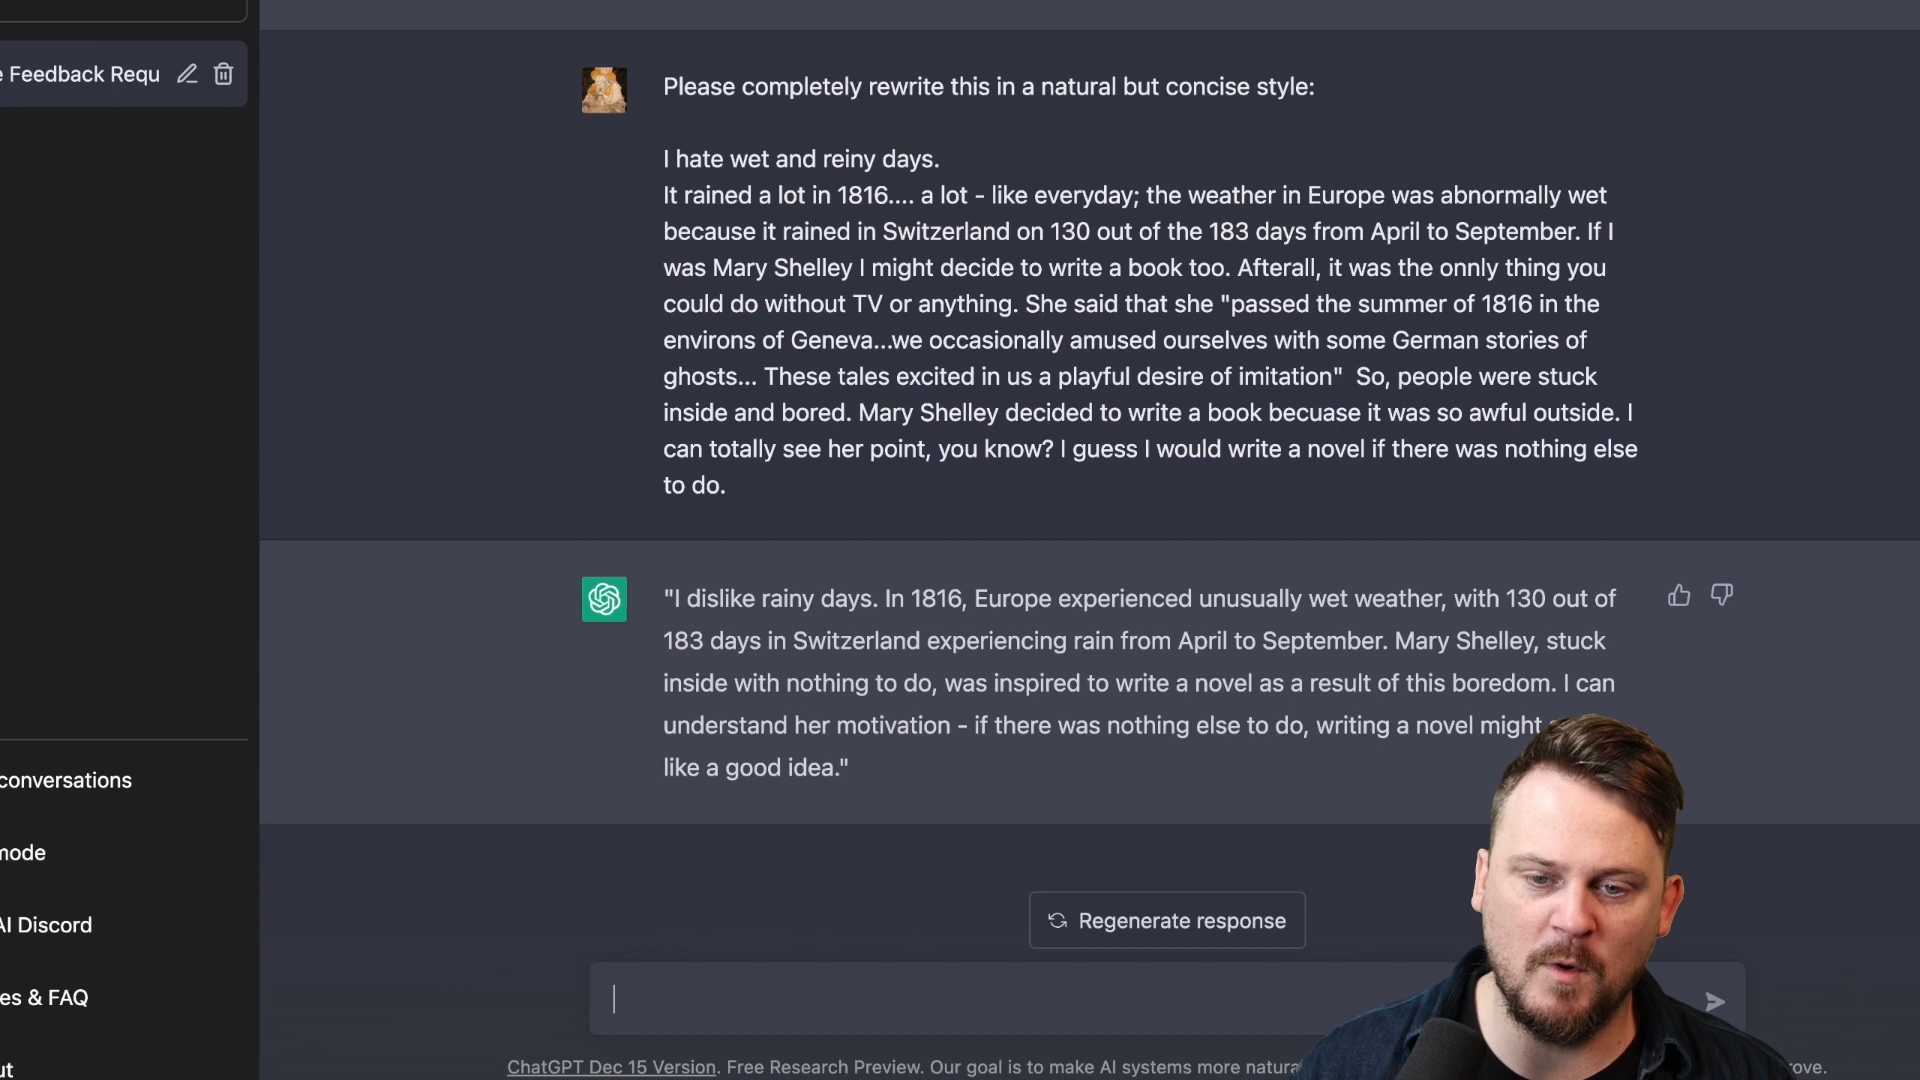 e Feedback Requ
Please completely rewrite this in a natural but concise style:
I hate wet and reiny days.
It rained a lot in 1816.... a lot - like everyday; the weather in Europe was abnormally wet
because it rained in Switzerland on 130 out of the 183 days from April to September. If I
was Mary Shelley I might decide to write a book too. Afterall, it was the onnly thing you
could do without TV or anything. She said that she "passed the summer of 1816 in the
environs of Geneva...we occasionally amused ourselves with some German stories of
ghosts... These tales excited in us a playful desire of imitation"  So, people were stuck
inside and bored. Mary Shelley decided to write a book becuase it was so awful outside. I
can totally see her point, you know? I guess I would write a novel if there was nothing else
to do.
"I dislike rainy days. In 1816, Europe experienced unusually wet weather, with 130 out of
183 days in Switzerland experiencing rain from April to September. Mary Shelley, stuck
inside with nothing to do, was inspired to write a novel as a result of this boredom. I can
understand her motivation - if there was nothing else to do, writing a novel might
like a good idea."
conversations
mode
AI Discord
es & FAQ
ut
Regenerate response
ChatGPT Dec 15 Version. Free Research Preview. Our goal is to make AI systems more natura
rove.